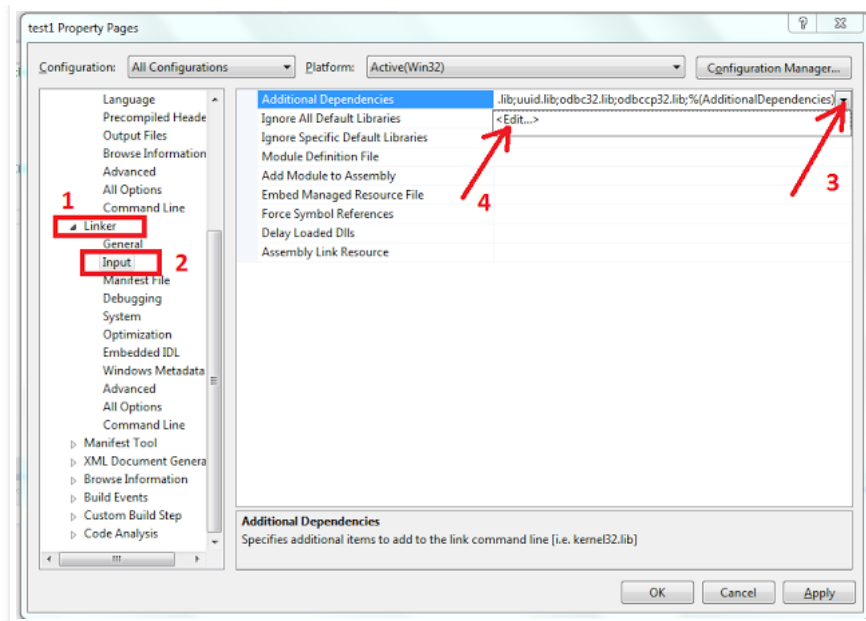 test1 Property Pages
Configuration: All Configurations Platform: Active(Win32) Configuration Manager...
Language
Precompiled Heade
Output Files
Browse Information
Advanced
All Options
Command Line
1
Linker
General
Input 2
Manifest File
Debugging
System
Optimization
Embedded IDL
Windows Metadata
Advanced
All Options
Command Line
Manifest Tool
XML Document Genera
Browse Information
Build Events
Custom Build Step
Code Analysis
Additional Dependencies .lib;uuid.lib;odbc32.lib;odbccp32.lib;%(AdditionalDependencies)
Ignore All Default Libraries <Edit...>
Ignore Specific Default Libraries
Module Definition File
Add Module to Assembly
3
Embed Managed Resource File
4
Force Symbol References
Delay Loaded Dlls
Assembly Link Resource
Additional Dependencies
Specifies additional items to add to the link command line [i.e. kernel32.lib]
OK Cancel Apply